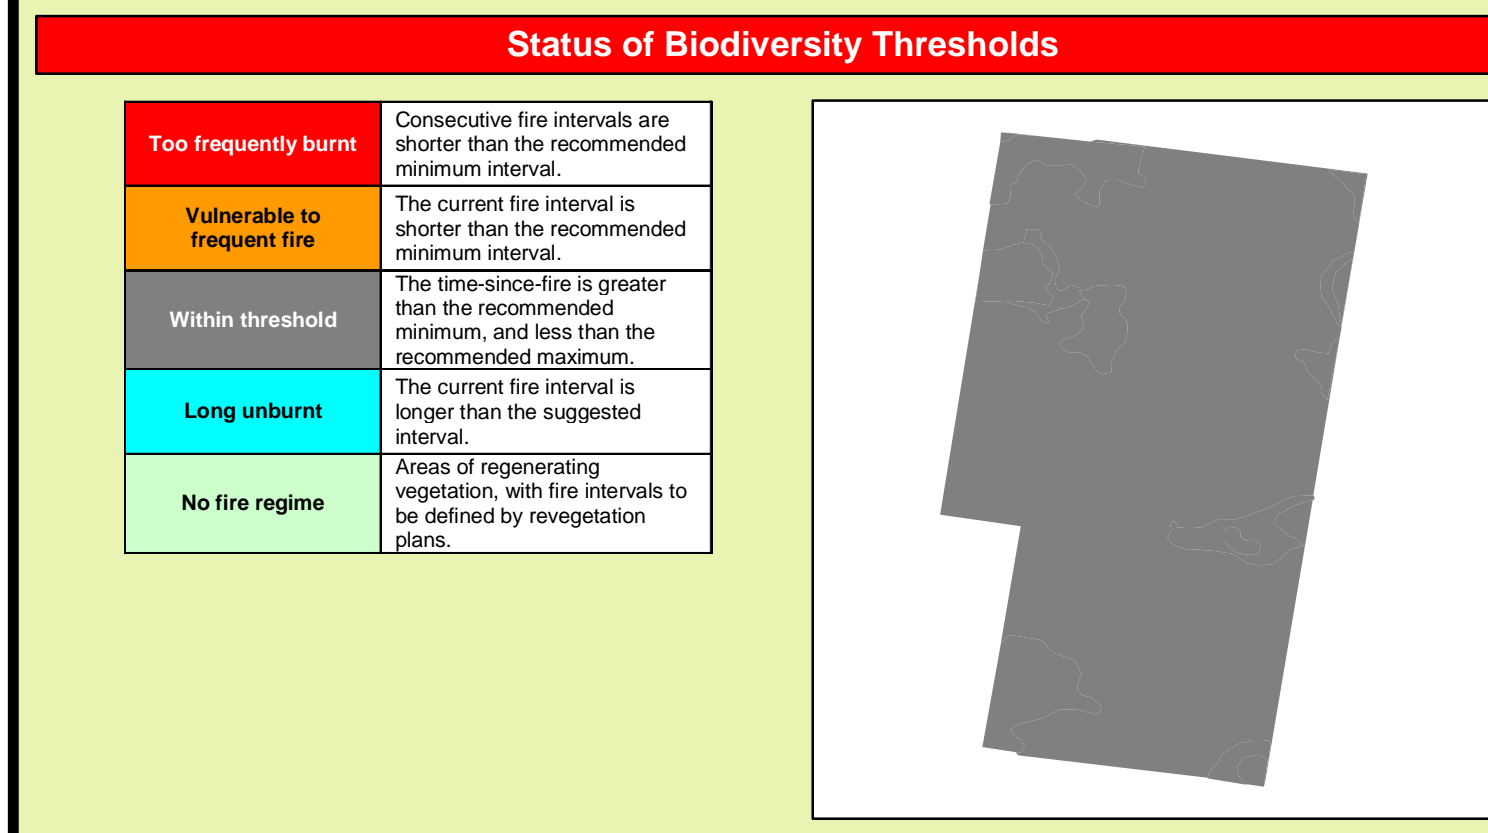 Status of Biodiversity Thresholds
Too frequently burnt
Consecutive fire intervals are
shorter than the recommended
minimum interval.
Vulnerable to
frequent fire
The current fire interval is
shorter than the recommended
minimum interval.
Within threshold
The time-since-fire is greater
than the recommended
minimum, and less than the
recommended maximum.
Long unburnt
The current fire interval is
longer than the suggested
interval.
No fire regime
Areas of regenerating
vegetation, with fire intervals to
be defined by revegetation
plans.